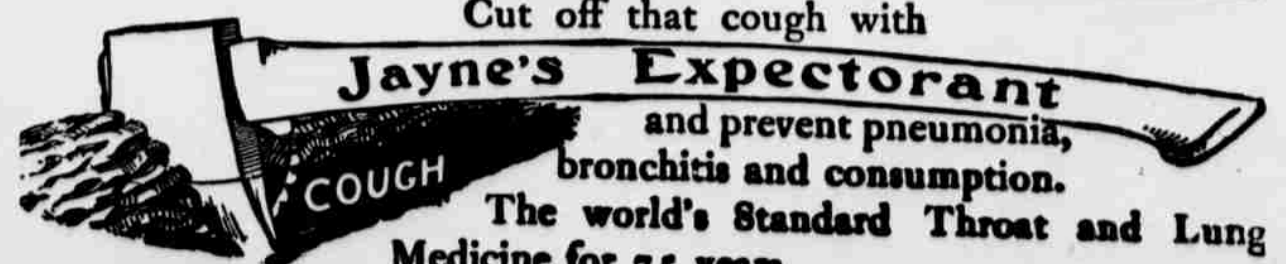 Cut off that cough with
Jayne's Expectorant
and prevent pneumonia,
bronchitis and consumption.
COUGH
The world's Standard Throat and Lung
Medicine for